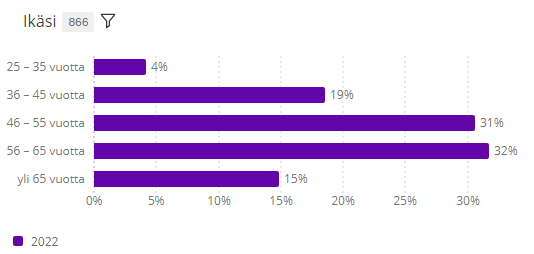 Ikäsi 866
25 – 35 vuotta 4%
36 – 45 vuotta 19%
46 – 55 vuotta 31%
56 – 65 vuotta 32%
yli 65 vuotta 15%
0% 5% 10% 15% 20% 25% 30%
2022